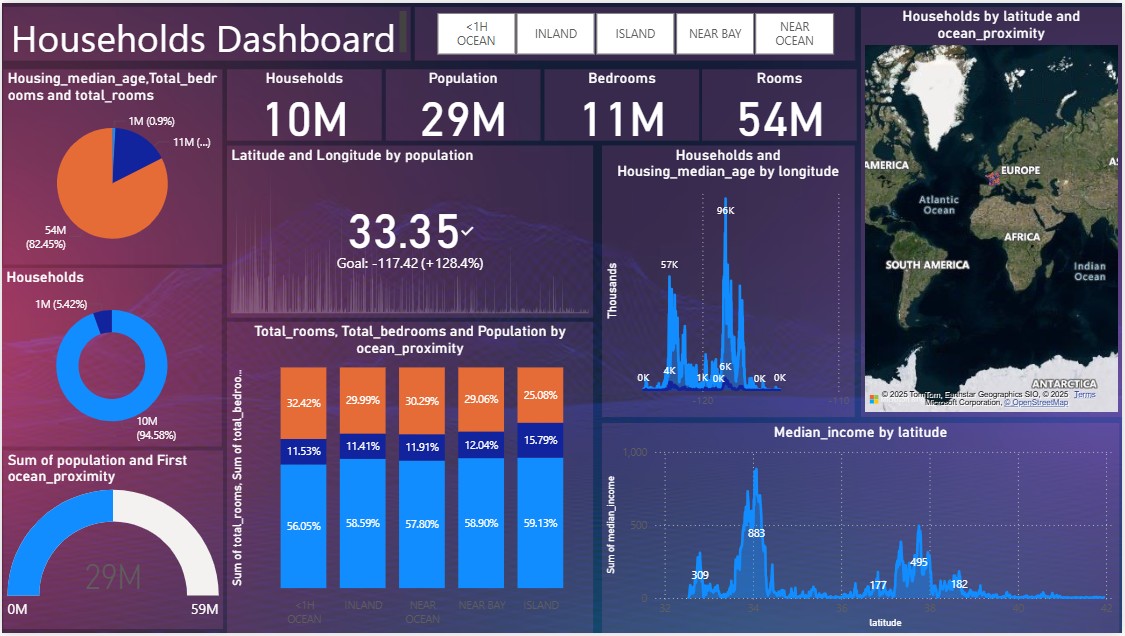 Households Dashboard
<1H
OCEAN
INLAND
ISLAND
NEAR BAY
NEAR
OCEAN
Households by latitude and
ocean_proximity
AMERICA
EUROPE
AS
Atlantic
Ocean
AFRICA
SOUTH AMERICA
Indian
Ocean
ANTARCTICA
© 2025 TomTom, Earthstar Geographics SIO, © 2025 Terms
Microsoft Corporation, © OpenStreetMap
Housing_median_age,Total_bedr
ooms and total_rooms
1M (0.9%)
11M (...)
54M
(82.45%)
Households
10M
Population
29M
Bedrooms
11M
Rooms
54M
Latitude and Longitude by population
33.35
Goal: -117.42 (+128.4%)
Households and
Housing_median_age by longitude
Thousands
96K
57K
0K
4K
1K
0K
6K
0K
0K
-120
-110
Households
1M (5.42%)
10M
(94.58%)
Total_rooms, Total_bedrooms and Population by
ocean_proximity
Sum of total_rooms, Sum of total_bedroo...
32.42%
29.99%
30.29%
29.06%
25.08%
11.53%
11.41%
11.91%
12.04%
15.79%
56.05%
58.59%
57.80%
58.90%
59.13%
<1H
OCEAN
INLAND
NEAR
OCEAN
NEAR BAY
ISLAND
Sum of population and First
ocean_proximity
29M
0M
59M
Median_income by latitude
Sum of median_income
1,000
500
0
309
883
177
495
182
32
34
36
38
40
42
latitude